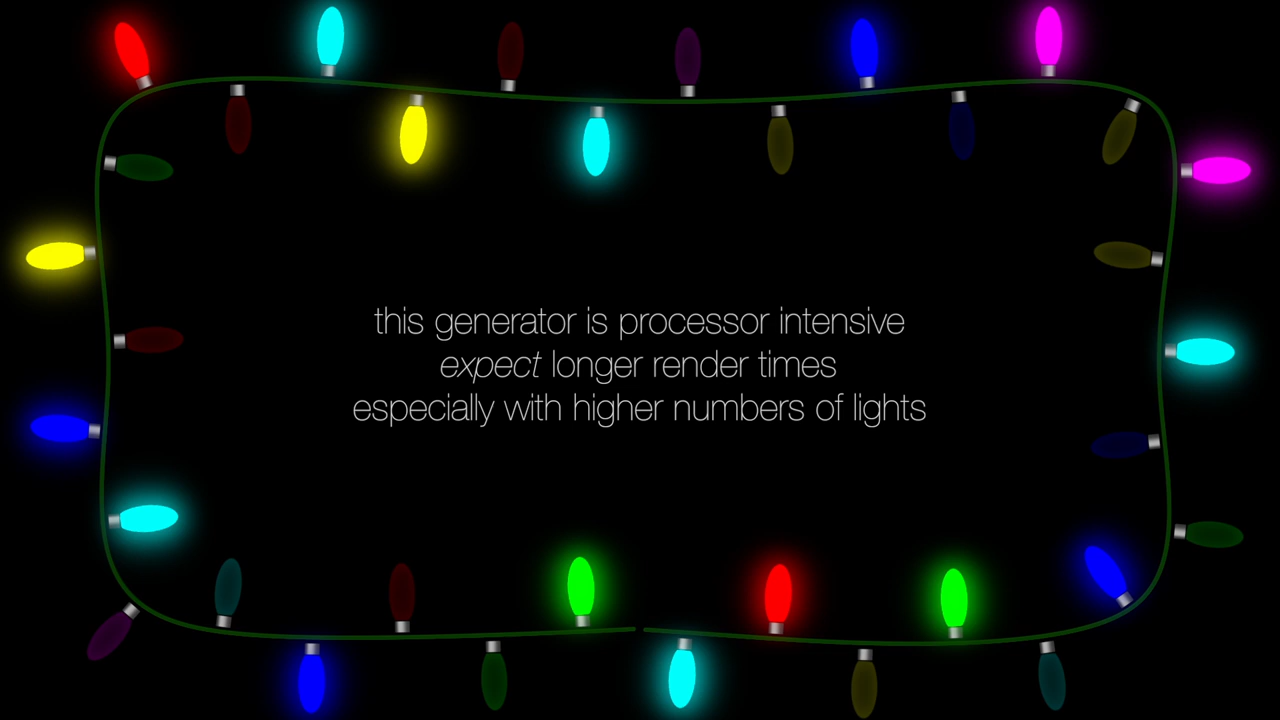 this generator is processor intensive
expect longer render times
especially with higher numbers of lights